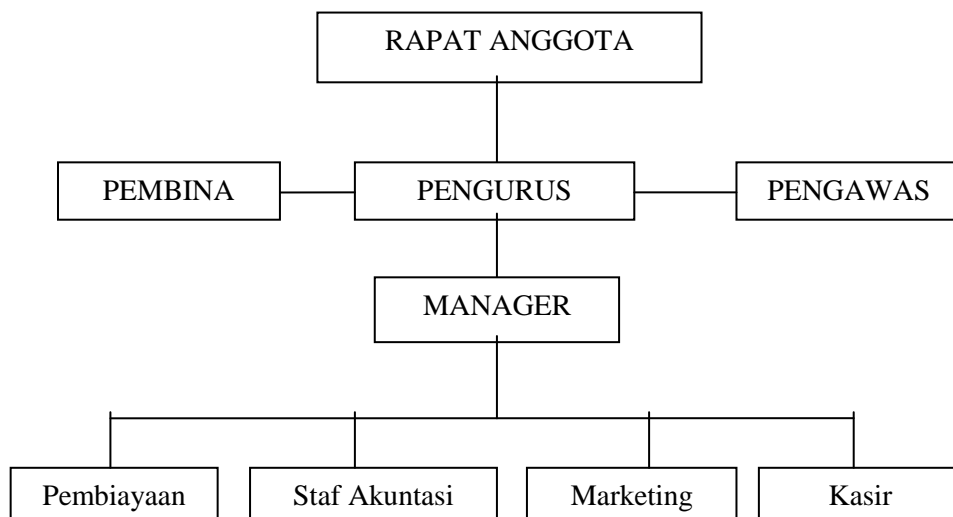 RAPAT ANGGOTA
PEMBINA
PENGURUS
PENGAWAS
MANAGER
Pembiayaan
Staf Akuntasi
Marketing
Kasir